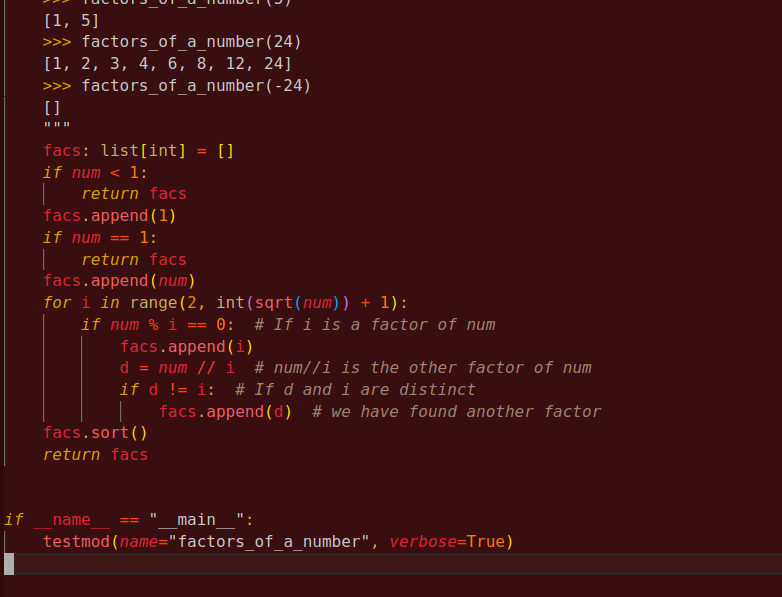 >>> factors_of_a_number(5)
[1, 5]
>>> factors_of_a_number(24)
[1, 2, 3, 4, 6, 8, 12, 24]
>>> factors_of_a_number(-24)
[]
"""
facs: list[int] = []
if num < 1:
return facs
facs.append(1)
if num == 1:
return facs
facs.append(num)
for i in range(2, int(sqrt(num)) + 1):
if num % i == 0:  # If i is a factor of num
facs.append(i)
d = num // i  # num//i is the other factor of num
if d != i:  # If d and i are distinct
facs.append(d)  # we have found another factor
facs.sort()
return facs
if __name__ == "__main__":
testmod(name="factors_of_a_number", verbose=True)